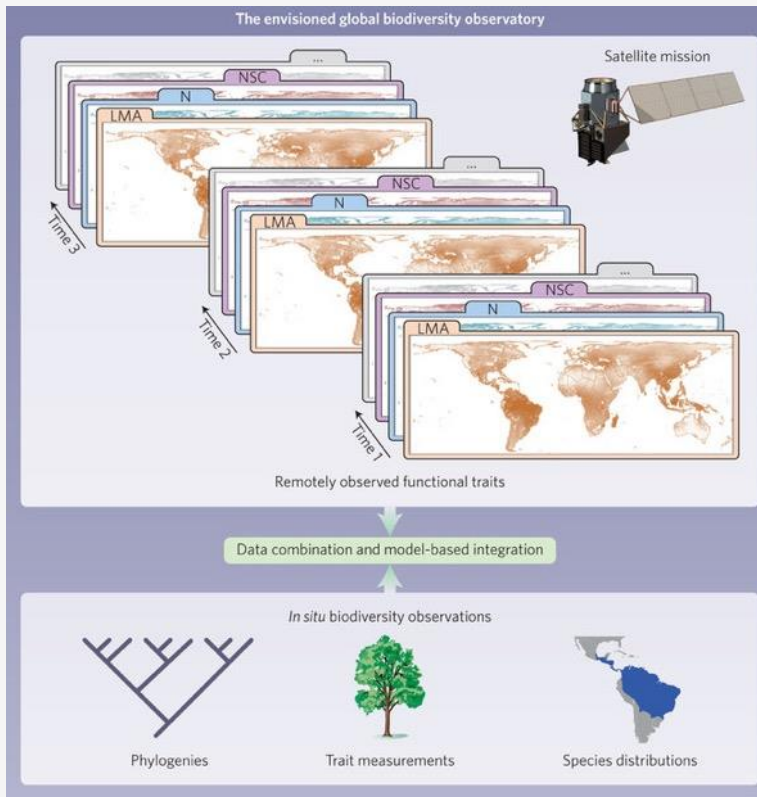 The envisioned global biodiversity observatory
Satellite mission
...
NSC
N
LMA
Time 3
...
NSC
N
LMA
Time 2
...
NSC
N
LMA
Time 1
Remotely observed functional traits
Data combination and model-based integration
In situ biodiversity observations
Phylogenies
Trait measurements
Species distributions